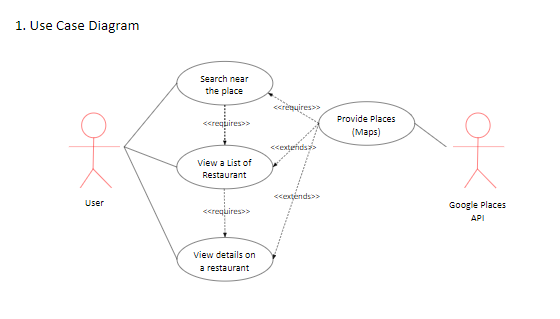 1. Use Case Diagram
Search near
the place
<<requires>>
Provide Places
(Maps)
<<requires>>
<<extends>>
View a List of
Restaurant
<<extends>>
User
Google Places
API
<<requires>>
View details on
a restaurant